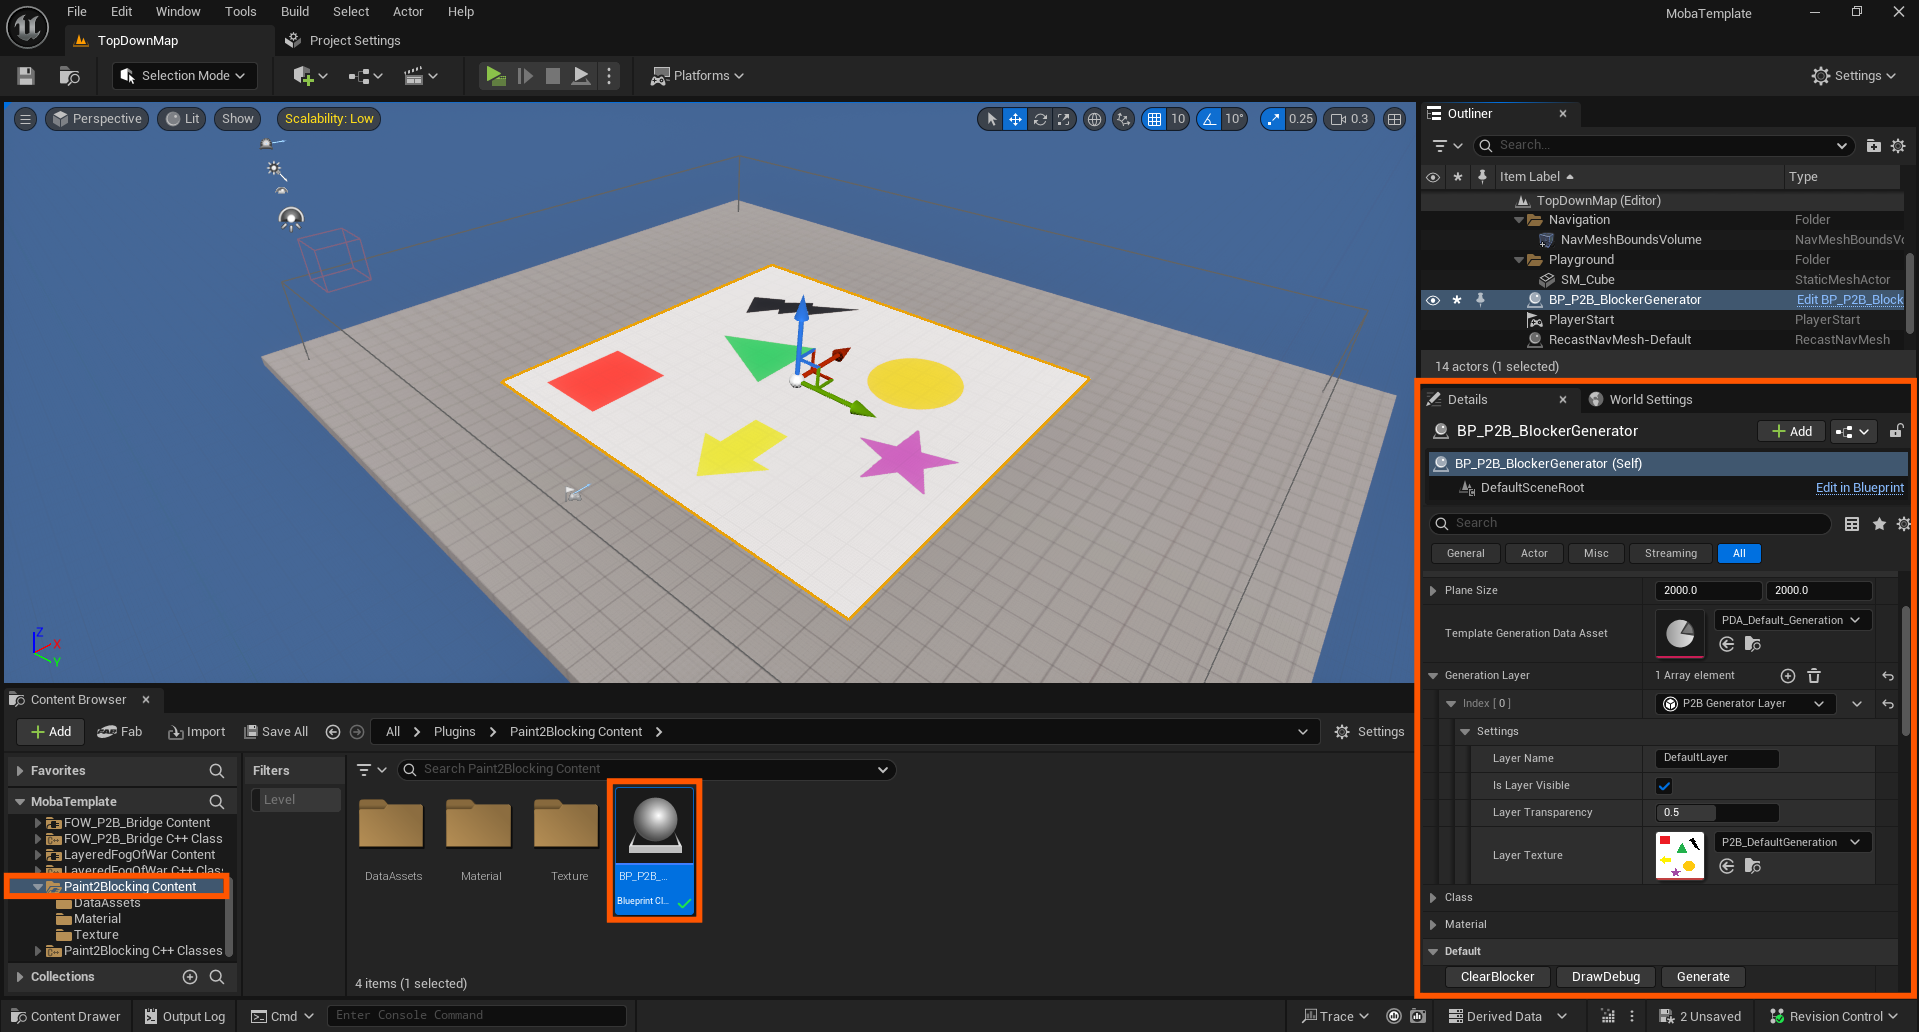 File Edit Window Tools Build Select Actor Help
MobaTemplate
TopDownMap
Project Settings
Selection Mode
Platforms
Settings
Perspective
Lit
Show
Scalability: Low
10
10°
0.25
0.3
Z
X
Y
Outliner
Search...
Item Label
Type
TopDownMap (Editor)
Navigation Folder
NavMeshBoundsVolume NavMeshBoundsVo
Playground Folder
SM_Cube StaticMeshActor
BP_P2B_BlockerGenerator Edit BP_P2B_Block
PlayerStart PlayerStart
RecastNavMesh-Default RecastNavMesh
14 actors (1 selected)
Details
World Settings
BP_P2B_BlockerGenerator
Add
BP_P2B_BlockerGenerator (Self)
DefaultSceneRoot Edit in Blueprint
Search
General Actor Misc Streaming All
Plane Size 2000.0 2000.0
Template Generation Data Asset PDA_Default_Generation
Generation Layer 1 Array element
Index [ 0 ] P2B Generator Layer
Settings
Layer Name DefaultLayer
Is Layer Visible
Layer Transparency 0.5
Layer Texture P2B_DefaultGeneration
Class
Material
Default
ClearBlocker DrawDebug Generate
Content Browser
Add Fab Import Save All
All Plugins Paint2Blocking Content
Settings
Favorites
MobaTemplate
FOW_P2B_Bridge Content
FOW_P2B_Bridge C++ Class
LayeredFogOfWar Content
LayeredFogOfWar C++ Clas
Paint2Blocking Content
DataAssets
Material
Texture
Paint2Blocking C++ Classes
Collections
Filters
Level
Search Paint2Blocking Content
DataAssets
Material
Texture
BP_P2B_...
Blueprint Cl...
4 items (1 selected)
Content Drawer
Output Log
Cmd
Enter Console Command
Trace
Derived Data
2 Unsaved
Revision Control